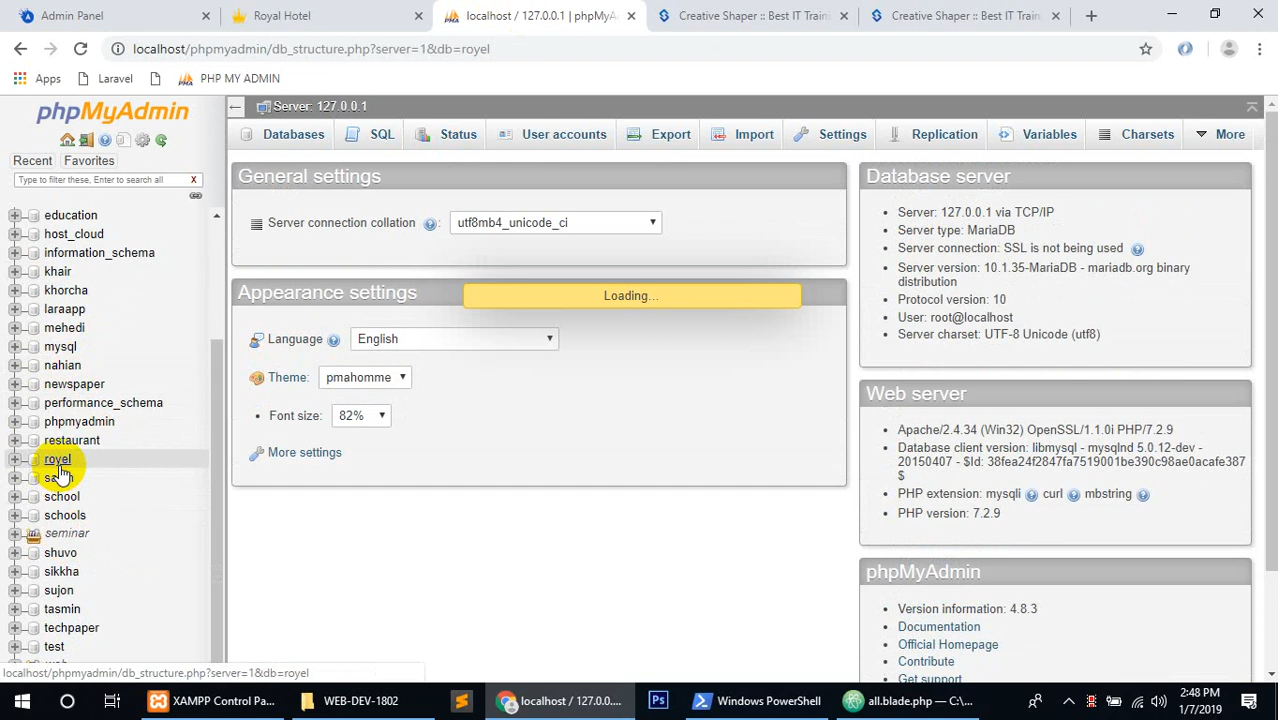 Admin Panel
Royal Hotel
localhost / 127.0.0.1 | phpMyA
Creative Shaper :: Best IT Train
Creative Shaper :: Best IT Train
localhost/phpmyadmin/db_structure.php?server=1&db=royel
Apps
Laravel
PHP MY ADMIN
phpMyAdmin
Recent
Favorites
Type to filter these, Enter to search all
X
education
host_cloud
information_schema
khair
khorcha
laraapp
mehedi
mysql
nahian
newspaper
performance_schema
phpmyadmin
restaurant
royel
school
schools
seminar
shuvo
sikkha
sujon
tasmin
techpaper
test
localhost/phpmyadmin/db_structure.php?server=1&db=royel
Server: 127.0.0.1
Databases
SQL
Status
User accounts
Export
Import
Settings
Replication
Variables
Charsets
More
General settings
Server connection collation
:
utf8mb4_unicode_ci
Appearance settings
Loading...
Language
English
Theme:
pmahomme
Font size:
82%
More settings
Database server
Server: 127.0.0.1 via TCP/IP
Server type: MariaDB
Server connection: SSL is not being used
Server version: 10.1.35-MariaDB - mariadb.org binary
distribution
Protocol version: 10
User: root@localhost
Server charset: UTF-8 Unicode (utf8)
Web server
Apache/2.4.34 (Win32) OpenSSL/1.1.0i PHP/7.2.9
Database client version: libmysql - mysqlnd 5.0.12-dev -
20150407 - $Id: 38fea24f2847fa7519001be390c98ae0acafe387
$
PHP extension: mysqli curl mbstring
PHP version: 7.2.9
phpMyAdmin
Version information: 4.8.3
Documentation
Official Homepage
Contribute
Get support
XAMPP Control Pa...
WEB-DEV-1802
localhost / 127.0.0....
Ps
Windows PowerShell
all.blade.php — C:\...
2:48 PM
1/7/2019